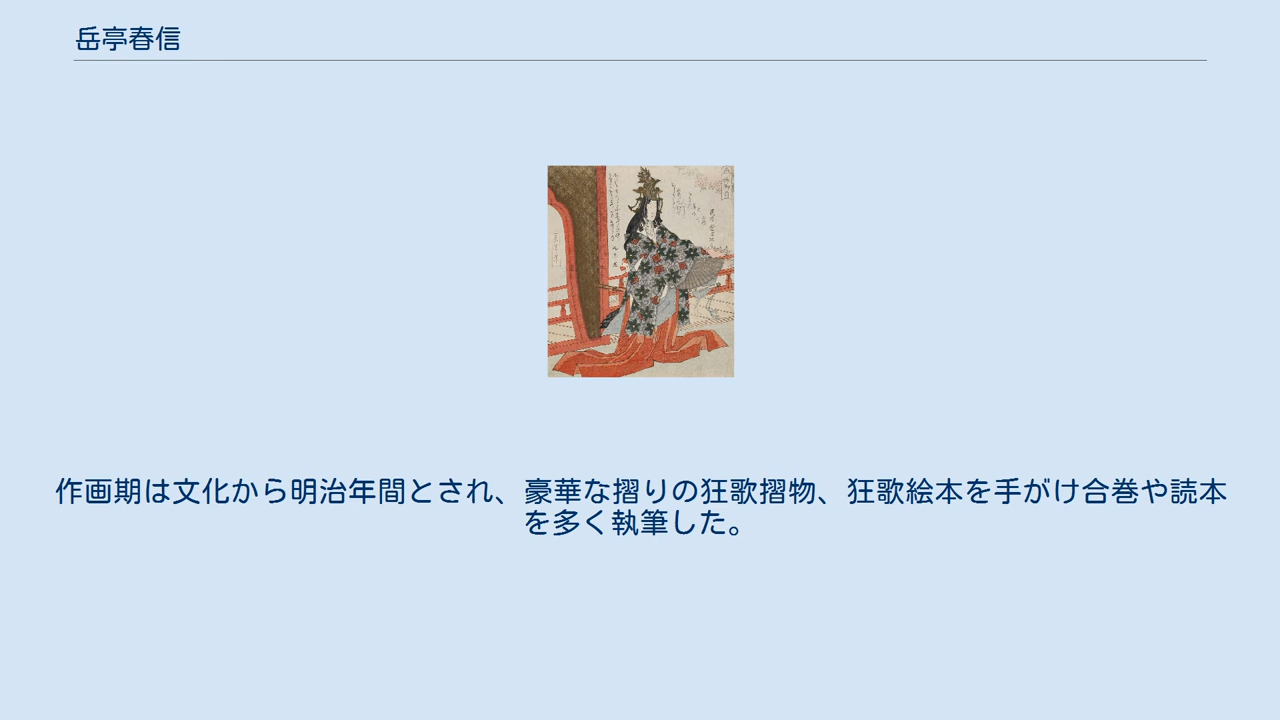 岳亭春信
作画期は文化から明治年間とされ、豪華な摺りの狂歌摺物、狂歌絵本を手がけ合巻や読本
を多く執筆した。